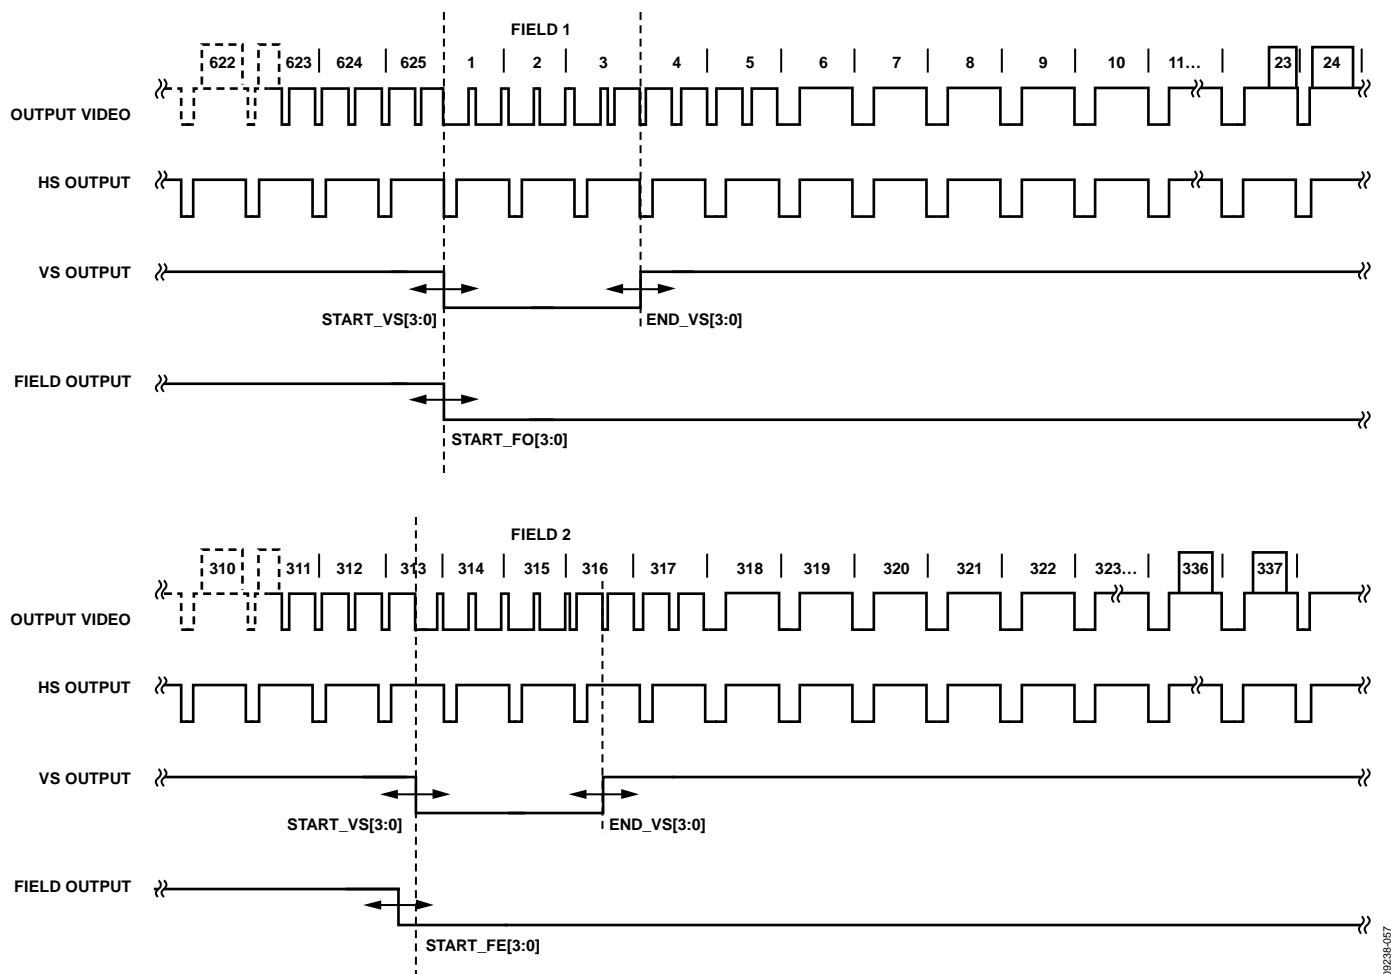 FIELD 1
622 623 624 625 1 2 3 4 5 6 7 8 9 10 11... 23 24
OUTPUT VIDEO
HS OUTPUT
VS OUTPUT
START_VS[3:0] END_VS[3:0]
FIELD OUTPUT
START_FO[3:0]
FIELD 2
310 311 312 313 314 315 316 317 318 319 320 321 322 323... 336 337
OUTPUT VIDEO
HS OUTPUT
VS OUTPUT
START_VS[3:0] END_VS[3:0]
FIELD OUTPUT
START_FE[3:0]
09238-057